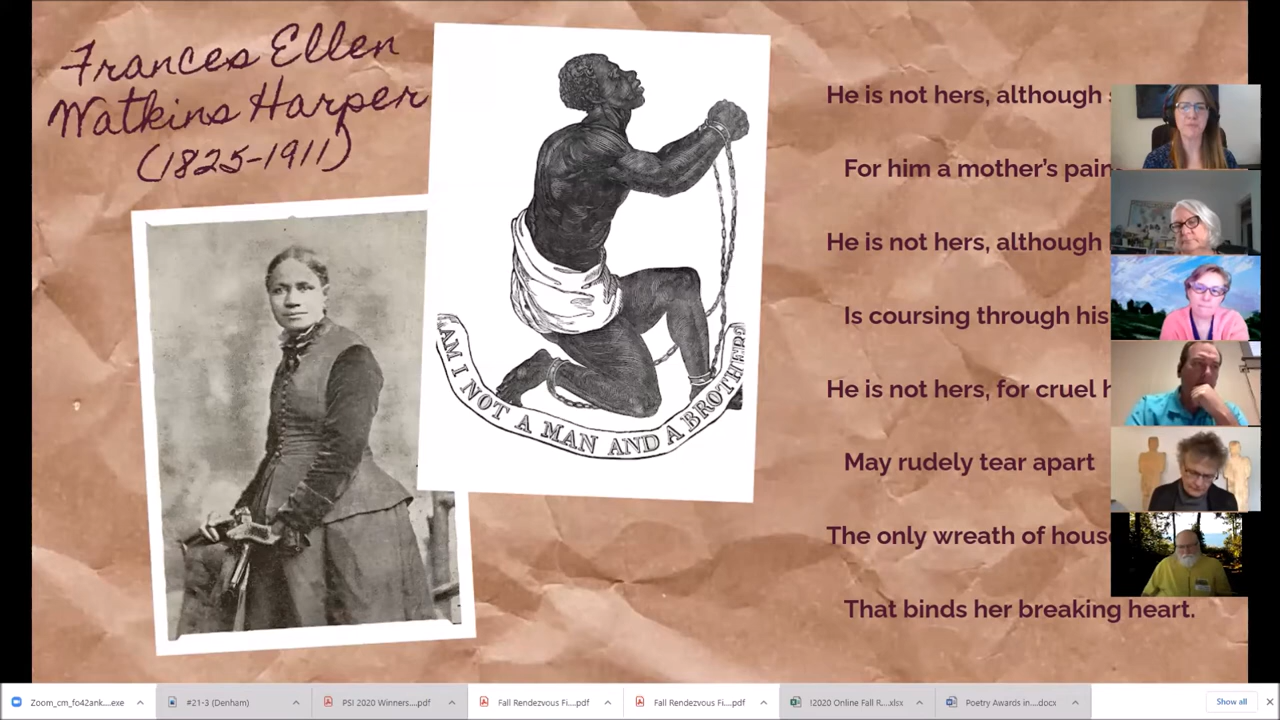 Frances Ellen
Watkins Harper
(1825-1911)
AM I NOT A MAN AND A BROTHER?
He is not hers, although
For him a mother's
He is not hers, although
Is coursing through his
He is not hers, for cruel
May rudely tear apart
The only wreath of
That binds her breaking heart.
Zoom_cm_fo42ank....exe
#21-3 (Denham)
PSI 2020 Winners....pdf
Fall Rendezvous Fi....pdf
Fall Rendezvous Fi....pdf
!2020 Online Fall R....xlsx
Poetry Awards in....docx
Show all